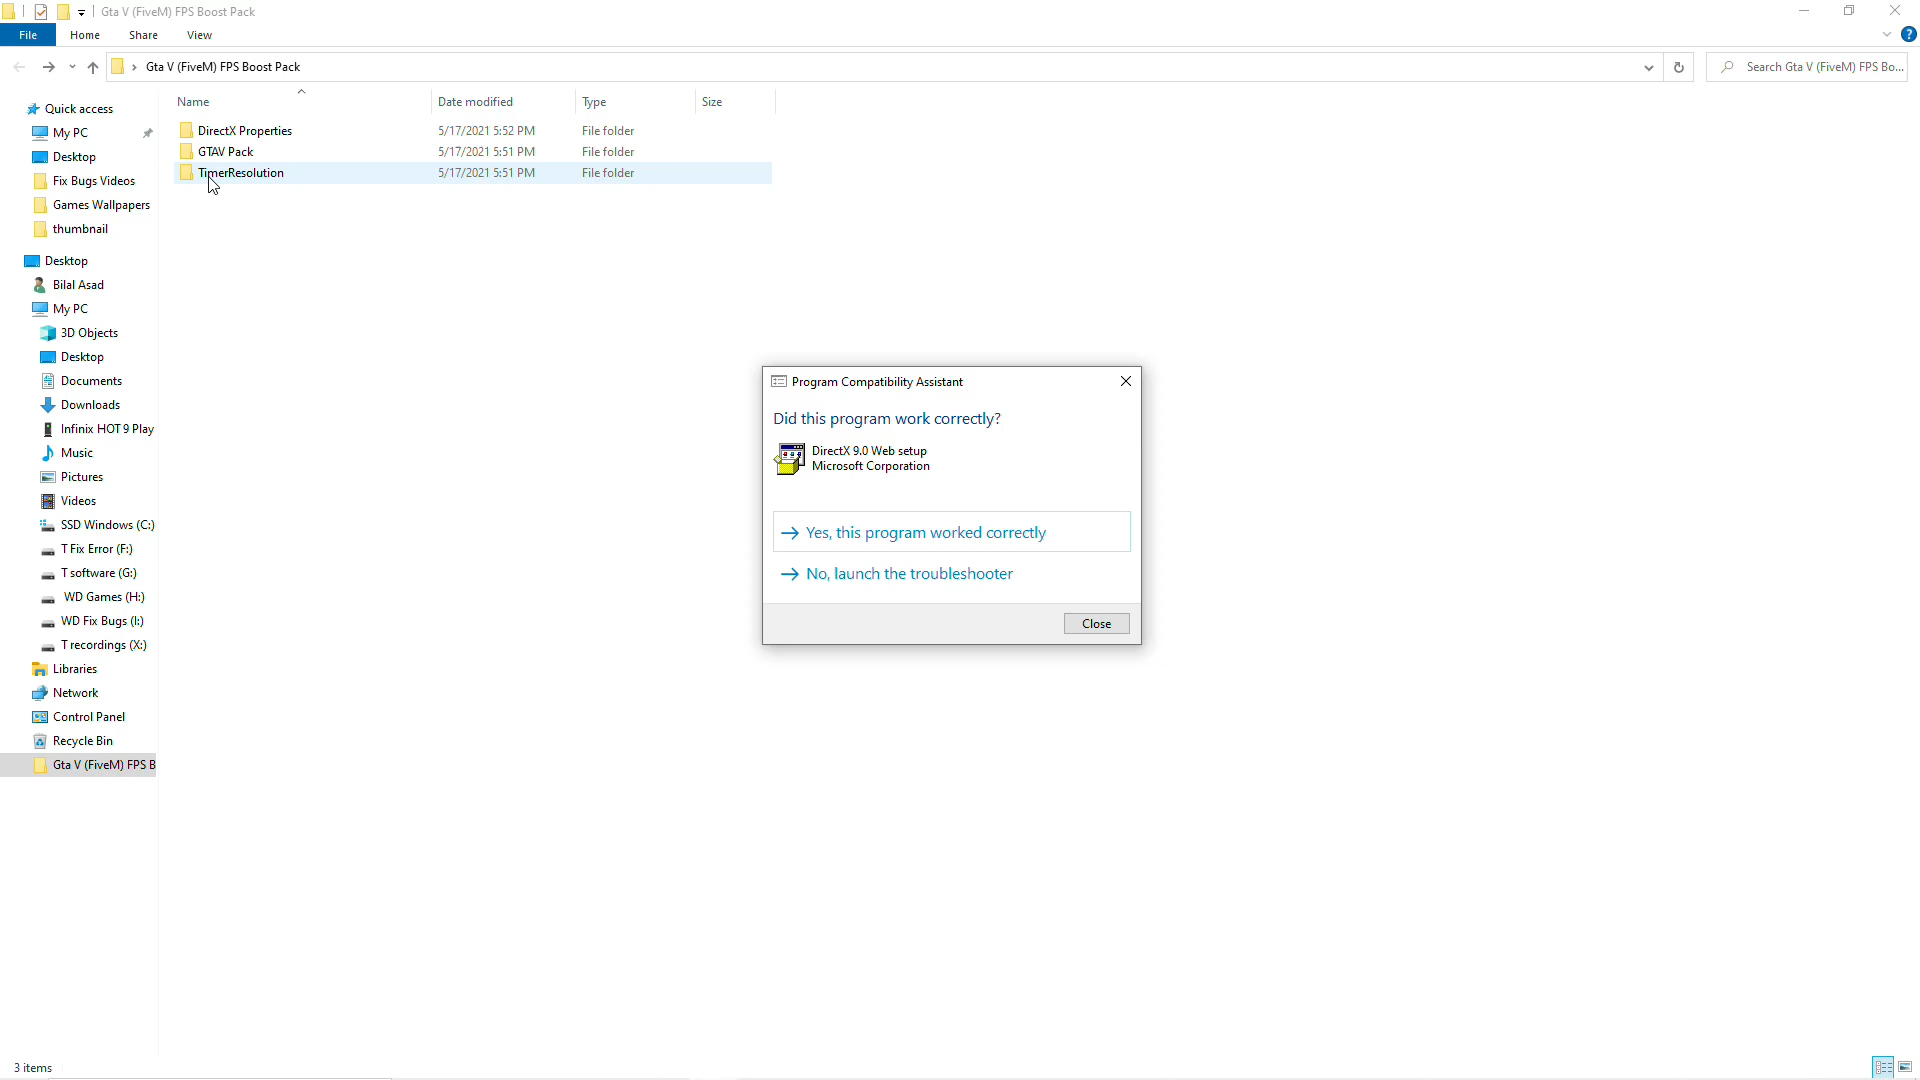 Gta V (FiveM) FPS Boost Pack
File Home Share View
Gta V (FiveM) FPS Boost Pack
Search Gta V (FiveM) FPS Bo...
Name Date modified Type Size
DirectX Properties 5/17/2021 5:52 PM File folder
GTAV Pack 5/17/2021 5:51 PM File folder
TimerResolution 5/17/2021 5:51 PM File folder
Quick access
My PC
Desktop
Fix Bugs Videos
Games Wallpapers
thumbnail
Desktop
Bilal Asad
My PC
3D Objects
Desktop
Documents
Downloads
Infinix HOT 9 Play
Music
Pictures
Videos
SSD Windows (C:)
T Fix Error (F:)
T software (G:)
WD Games (H:)
WD Fix Bugs (I:)
T recordings (X:)
Libraries
Network
Control Panel
Recycle Bin
Gta V (FiveM) FPS B
Program Compatibility Assistant
Did this program work correctly?
DirectX 9.0 Web setup
Microsoft Corporation
Yes, this program worked correctly
No, launch the troubleshooter
Close
3 items